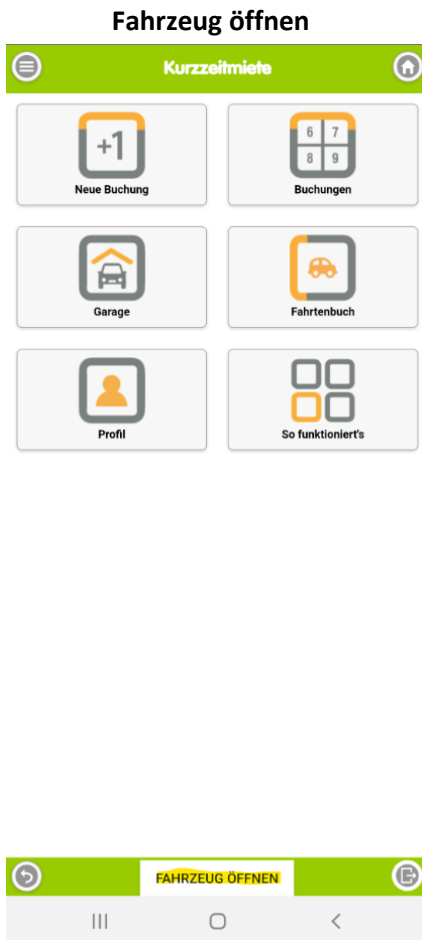 Fahrzeug öffnen
Kurzzeitmiete
+1
6 7
8 9
Neue Buchung
Buchungen
Garage
Fahrtenbuch
Profil
So funktioniert's
FAHRZEUG ÖFFNEN